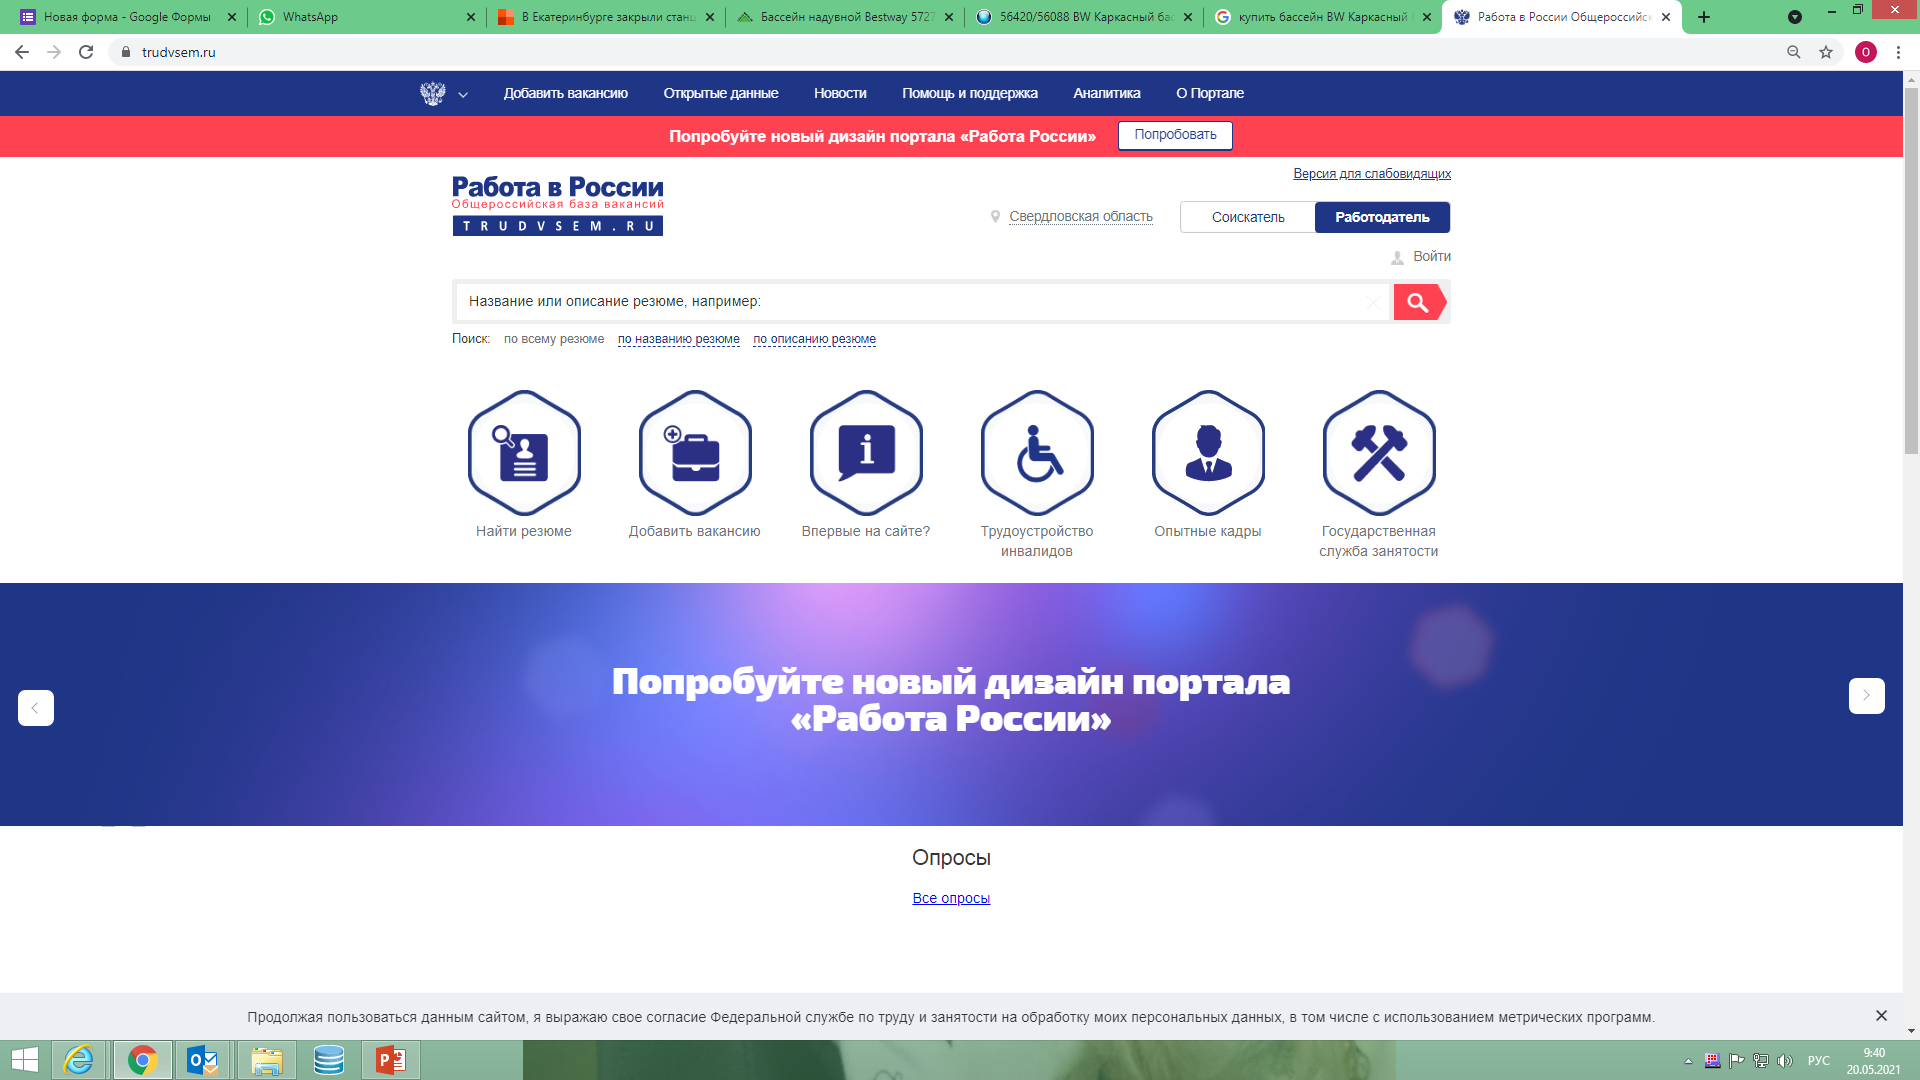 Новая форма - Google Формы
WhatsApp
В Екатеринбурге закрыли стан
Бассейн надувной Bestway 5727
56420/56088 BW Каркасный бас
купить бассейн BW Каркасный
Работа в России Общероссийск
trudvsem.ru
О
Добавить вакансию
Открытые данные
Новости
Помощь и поддержка
Аналитика
О Портале
Попробуйте новый дизайн портала «Работа России»
Попробовать
Версия для слабовидящих
Работа в России
Общероссийская база вакансий
TRUDVSEM.RU
Свердловская область
Соискатель
Работодатель
Войти
Название или описание резюме, например:
Поиск: по всему резюме по названию резюме по описанию резюме
Найти резюме
Добавить вакансию
Впервые на сайте?
Трудоустройство
инвалидов
Опытные кадры
Государственная
служба занятости
Попробуйте новый дизайн портала
«Работа России»
Опросы
Все опросы
Продолжая пользоваться данным сайтом, я выражаю свое согласие Федеральной службе по труду и занятости на обработку моих персональных данных, в том числе с использованием метрических программ.
РУС
9:40
20.05.2021